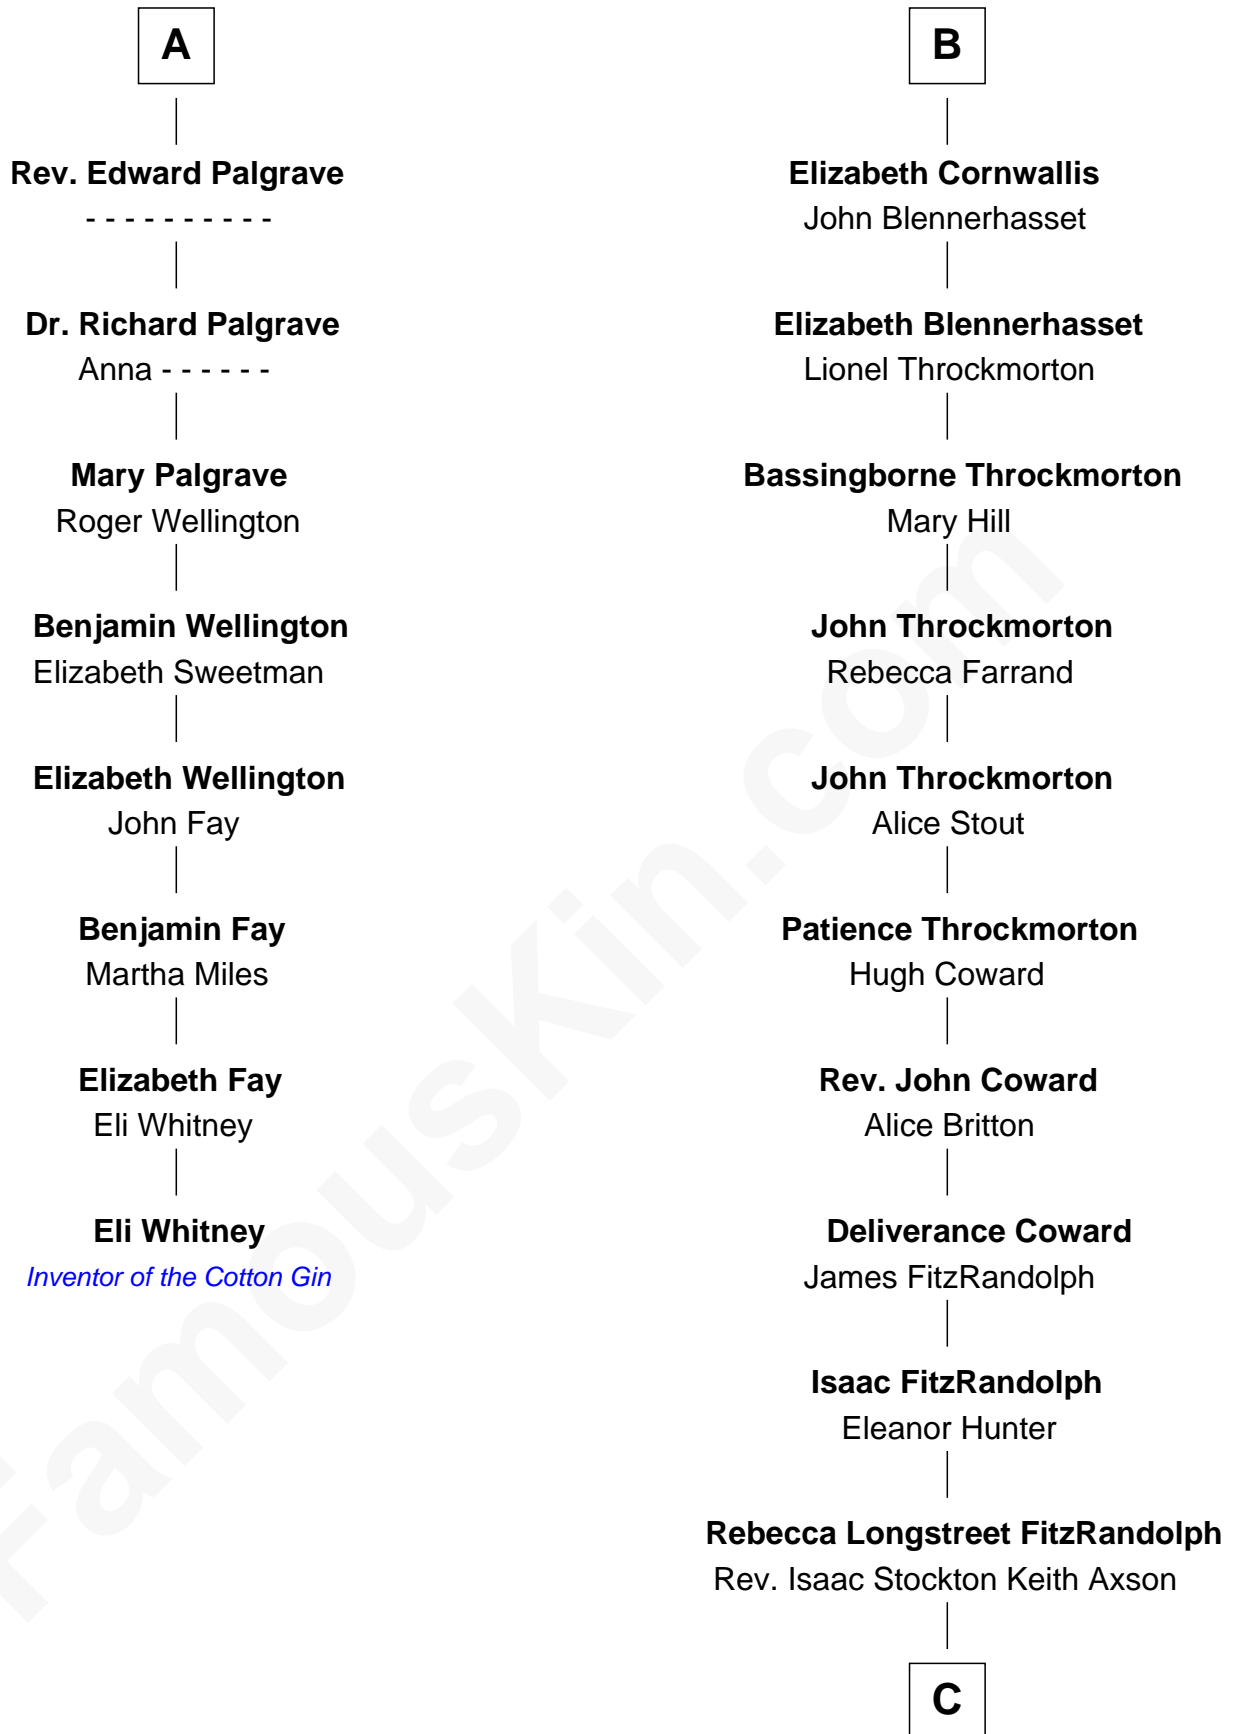 A
Rev. Edward Palgrave
- - - - - - - - - -
Dr. Richard Palgrave
Anna - - - - - -
Mary Palgrave
Roger Wellington
Benjamin Wellington
Elizabeth Sweetman
Elizabeth Wellington
John Fay
Benjamin Fay
Martha Miles
Elizabeth Fay
Eli Whitney
Eli Whitney
Inventor of the Cotton Gin
B
Elizabeth Cornwallis
John Blennerhasset
Elizabeth Blennerhasset
Lionel Throckmorton
Bassingborne Throckmorton
Mary Hill
John Throckmorton
Rebecca Farrand
John Throckmorton
Alice Stout
Patience Throckmorton
Hugh Coward
Rev. John Coward
Alice Britton
Deliverance Coward
James FitzRandolph
Isaac FitzRandolph
Eleanor Hunter
Rebecca Longstreet FitzRandolph
Rev. Isaac Stockton Keith Axson
C
FamousKin.com